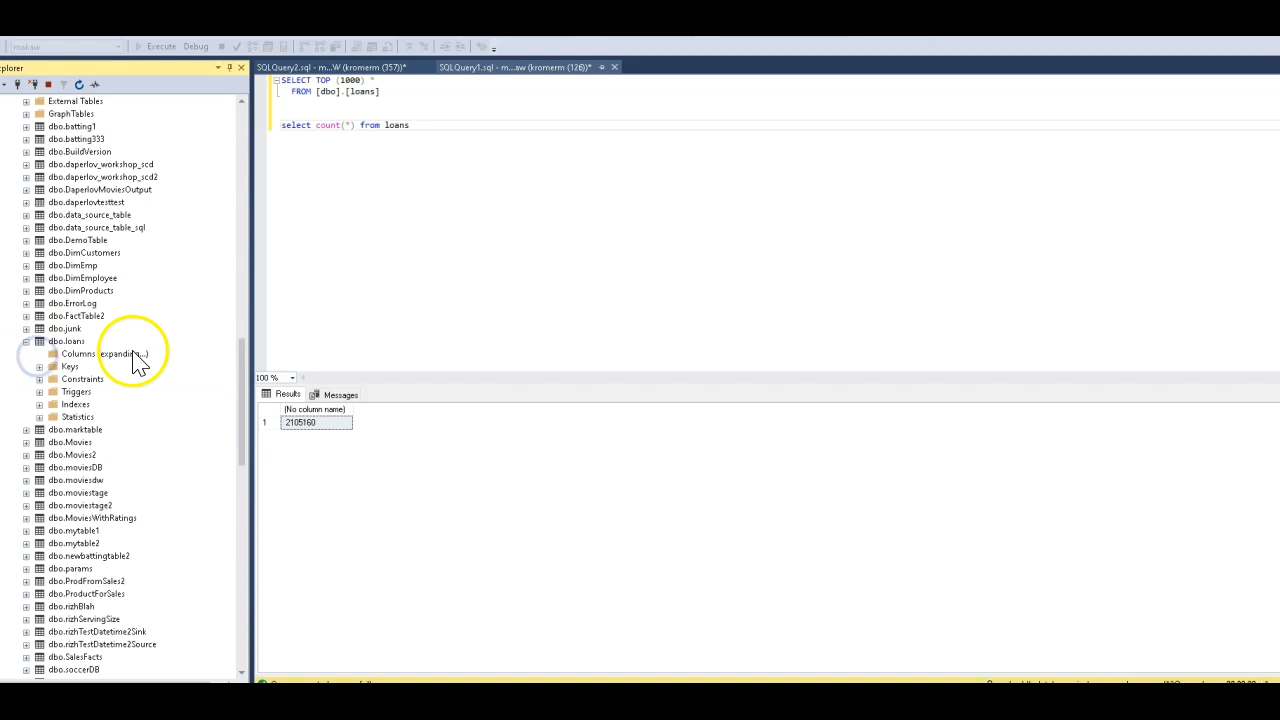 makaw
Execute
Debug
xplorer
SQLQuery2.sql - m...W (kromerm (357))*
SQLQuery1.sql - m...aw (kromerm (126))*
External Tables
GraphTables
dbo.batting1
dbo.batting333
dbo.BuildVersion
dbo.daperlov_workshop_scd
dbo.daperlov_workshop_scd2
dbo.DaperlovMoviesOutput
dbo.daperlovtesttest
dbo.data_source_table
dbo.data_source_table_sql
dbo.DemoTable
dbo.DimCustomers
dbo.DimEmp
dbo.DimEmployee
dbo.DimProducts
dbo.ErrorLog
dbo.FactTable2
dbo.junk
dbo.loans
Columns (expanding...)
Keys
Constraints
Triggers
Indexes
Statistics
dbo.marktable
dbo.Movies
dbo.Movies2
dbo.moviesDB
dbo.moviesdw
dbo.moviestage
dbo.moviestage2
dbo.MoviesWithRatings
dbo.mytable1
dbo.mytable2
dbo.newbattingtable2
dbo.params
dbo.ProdFromSales2
dbo.ProductForSales
dbo.rizhBlah
dbo.rizhServingSize
dbo.rizhTestDatetime2Sink
dbo.rizhTestDatetime2Source
dbo.SalesFacts
dbo.soccerDB
SELECT TOP (1000) *
FROM [dbo].[loans]
select count(*) from loans
100 %
Results
Messages
(No column name)
1
2105160